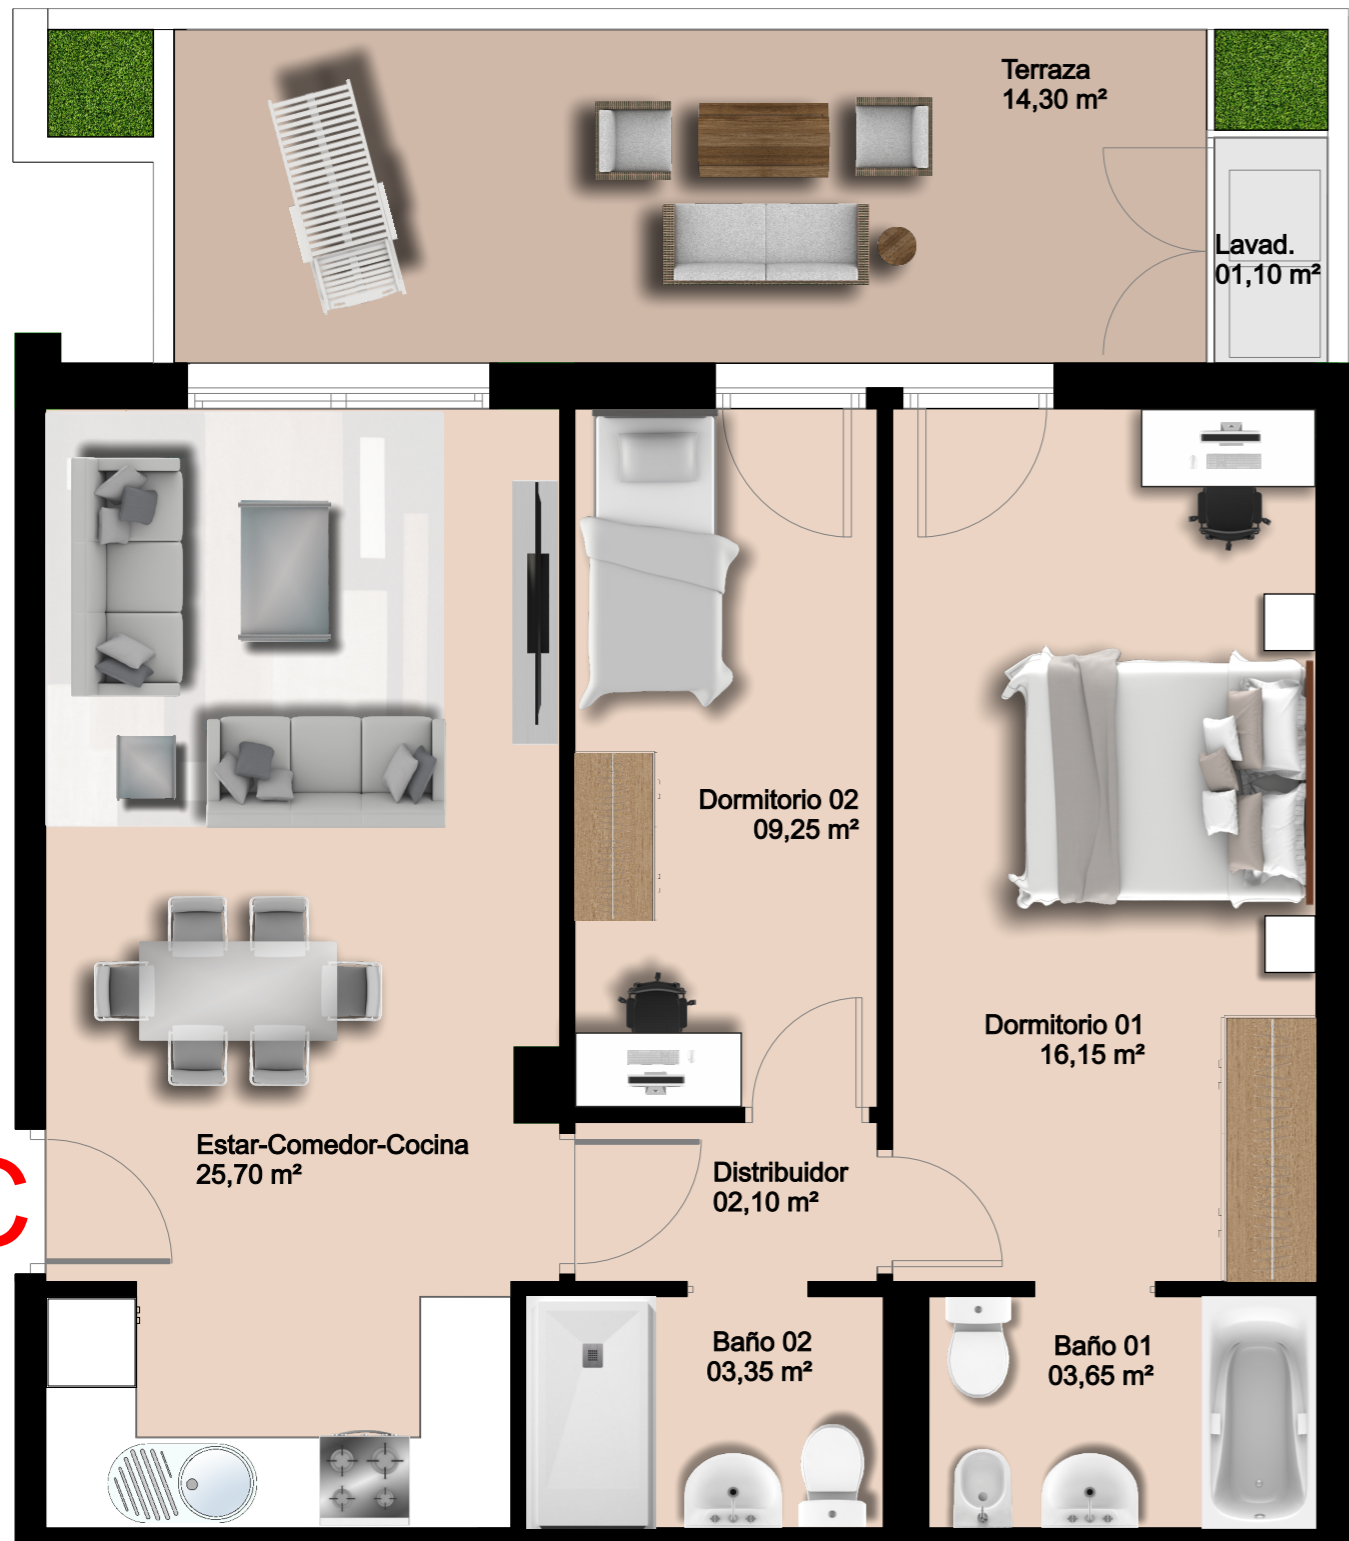 Terraza
14,30 m²
Lavad.
01,10 m²
Dormitorio 02
09,25 m²
Dormitorio 01
16,15 m²
Estar-Comedor-Cocina
25,70 m²
Distribuidor
02,10 m²
C
Baño 02
03,35 m²
Baño 01
03,65 m²